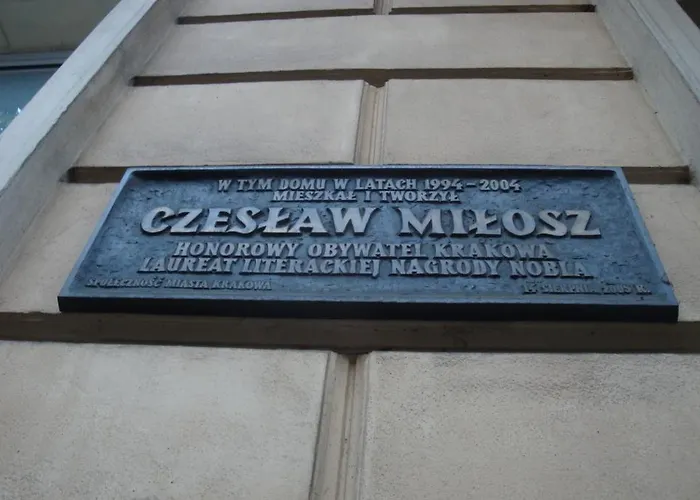 W TYM DOMU W LATACH 1994-2004
MIESZKAŁ I TWORZYŁ
CZESŁAW MIŁOSZ
HONOROWY OBYWATEL KRAKOWA
LAUREAT LITERACKIEJ NAGRODY NOBLA
SPOŁECZNOŚĆ MIASTA KRAKOWA
SIERPNIA R.